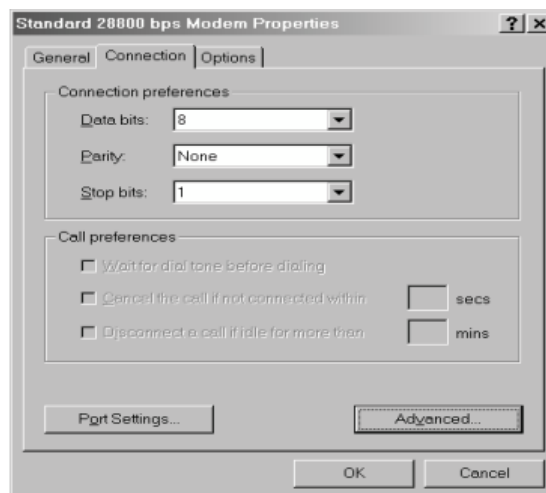 Standard 28800 bps Modem Properties
General Connection Options
Connection preferences
Data bits: 8
Parity: None
Stop bits: 1
Call preferences
Wait for dial tone before dialing
Cancel the call if not connected within secs
Disconnect a call if idle for more than mins
Port Settings... Advanced...
OK Cancel